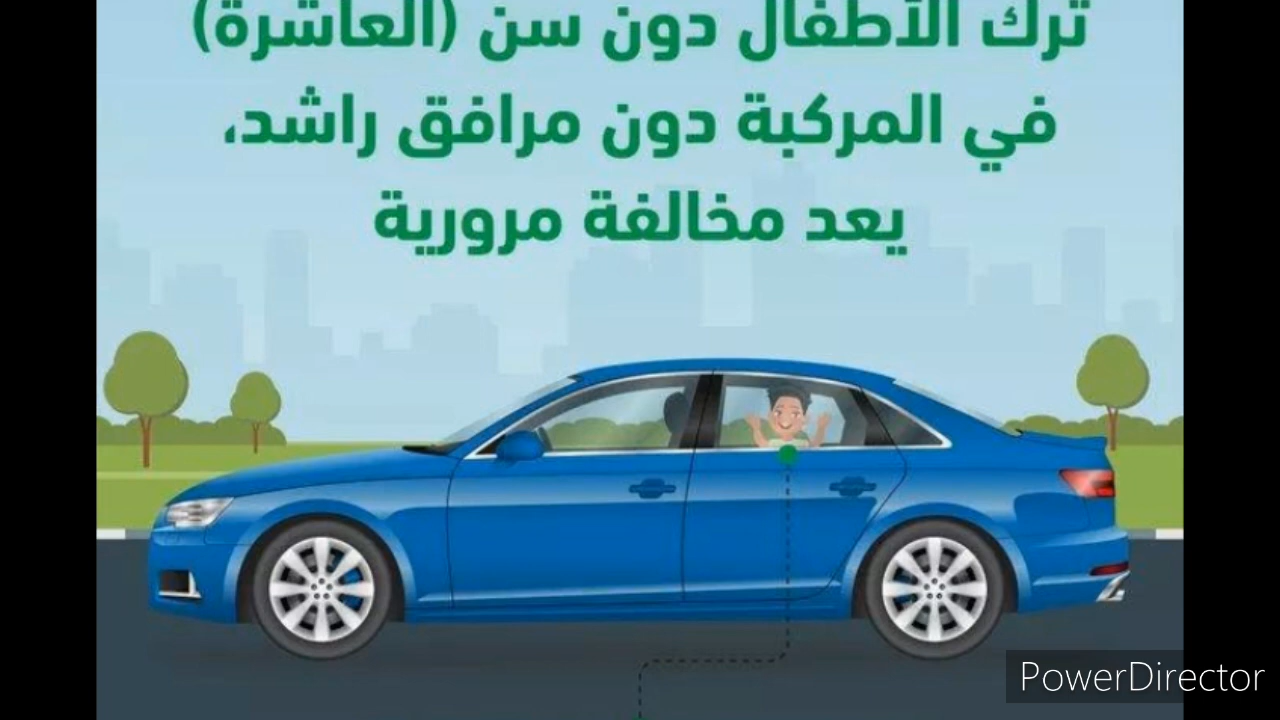 ترك الأطفال دون سن (العاشرة)
في المركبة دون مرافق راشد،
يعد مخالفة مرورية
PowerDirector